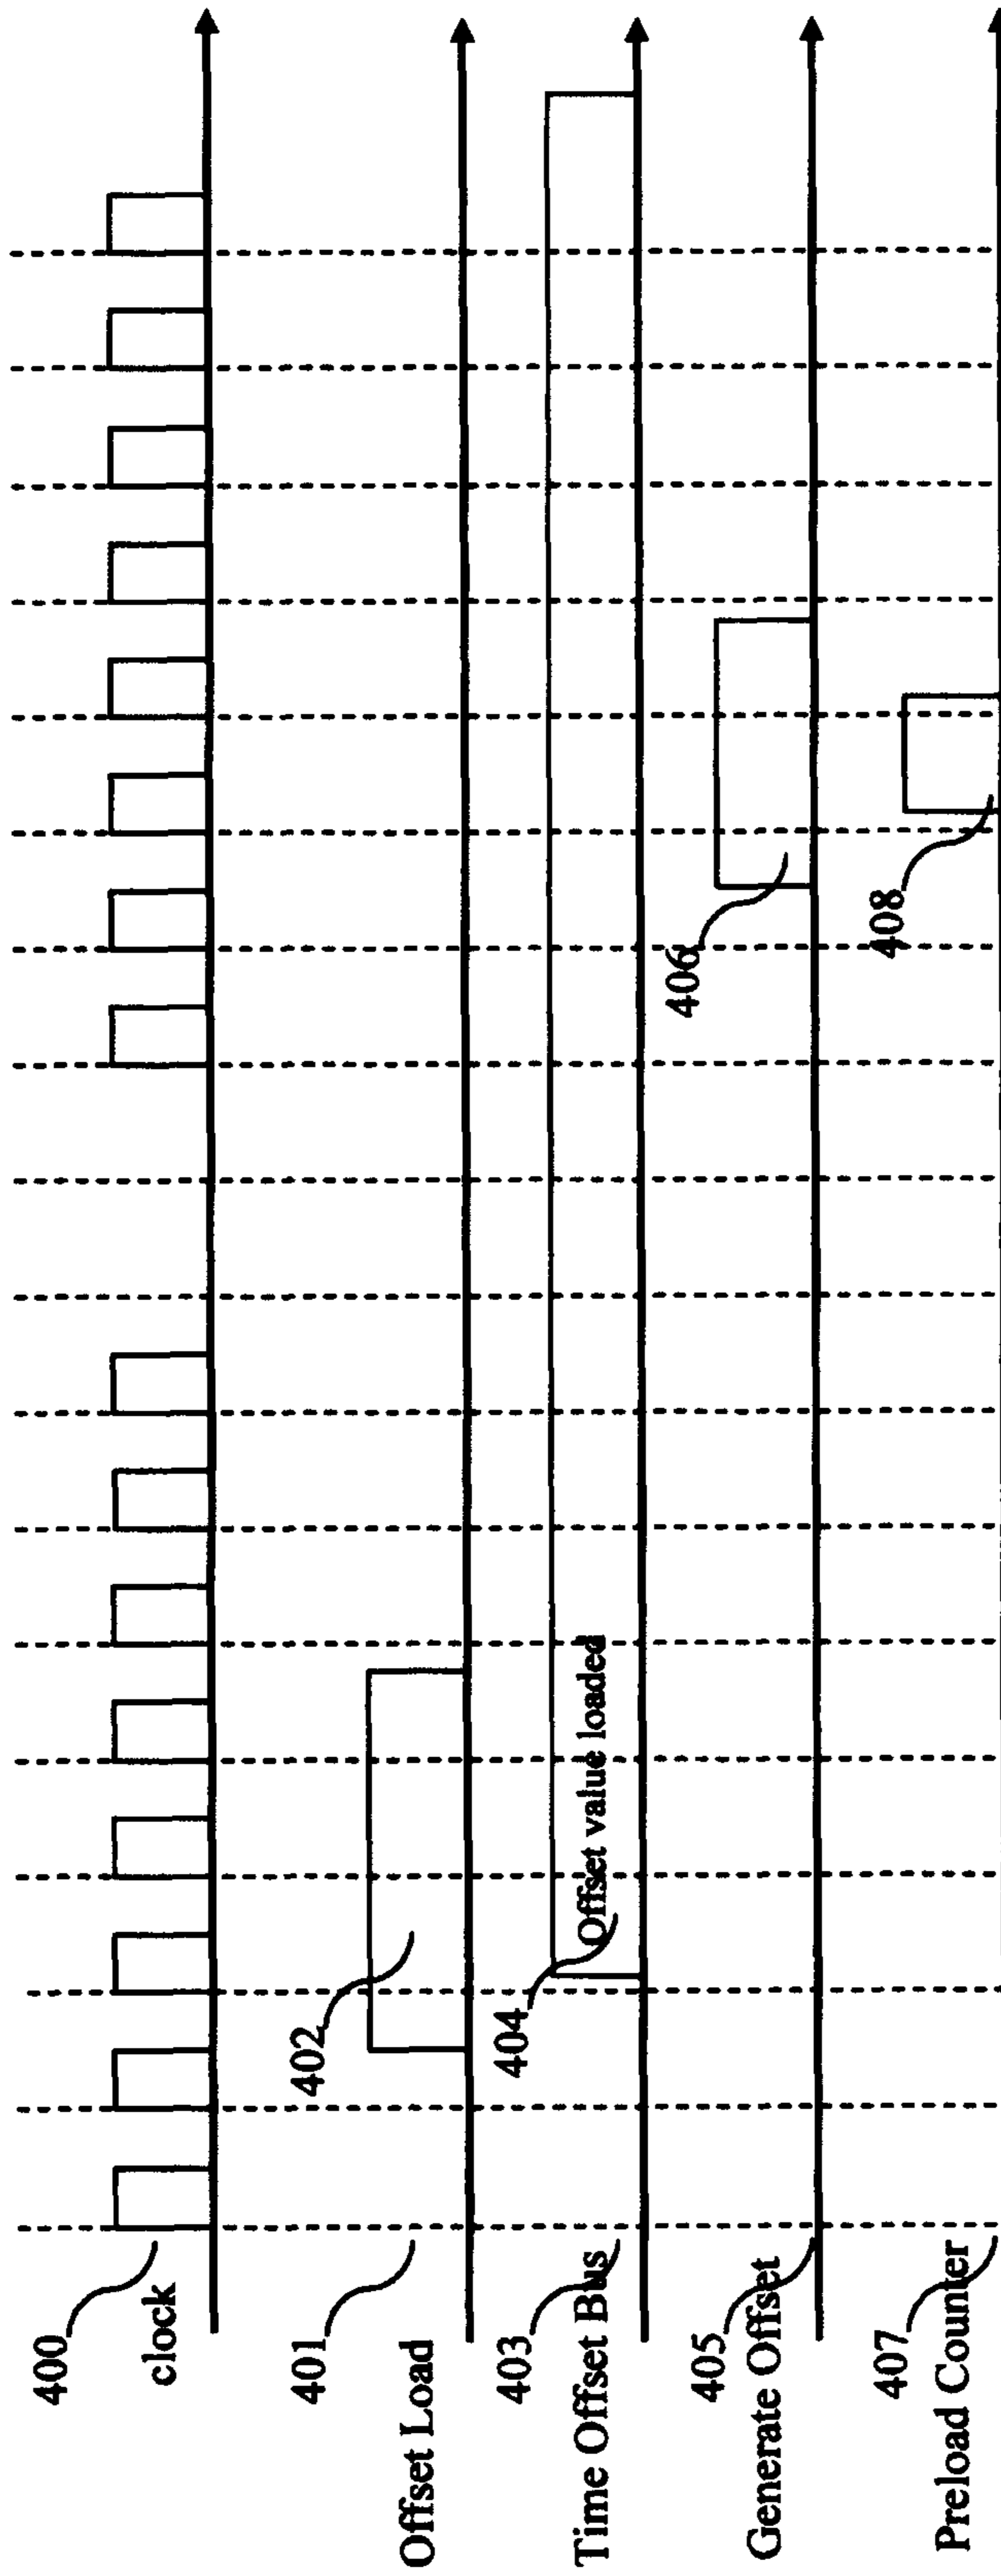 400
clock
401
Offset Load
402
403
Time Offset Bus
404
Offset value loaded
405
Generate Offset
406
407
Preload Counter
408